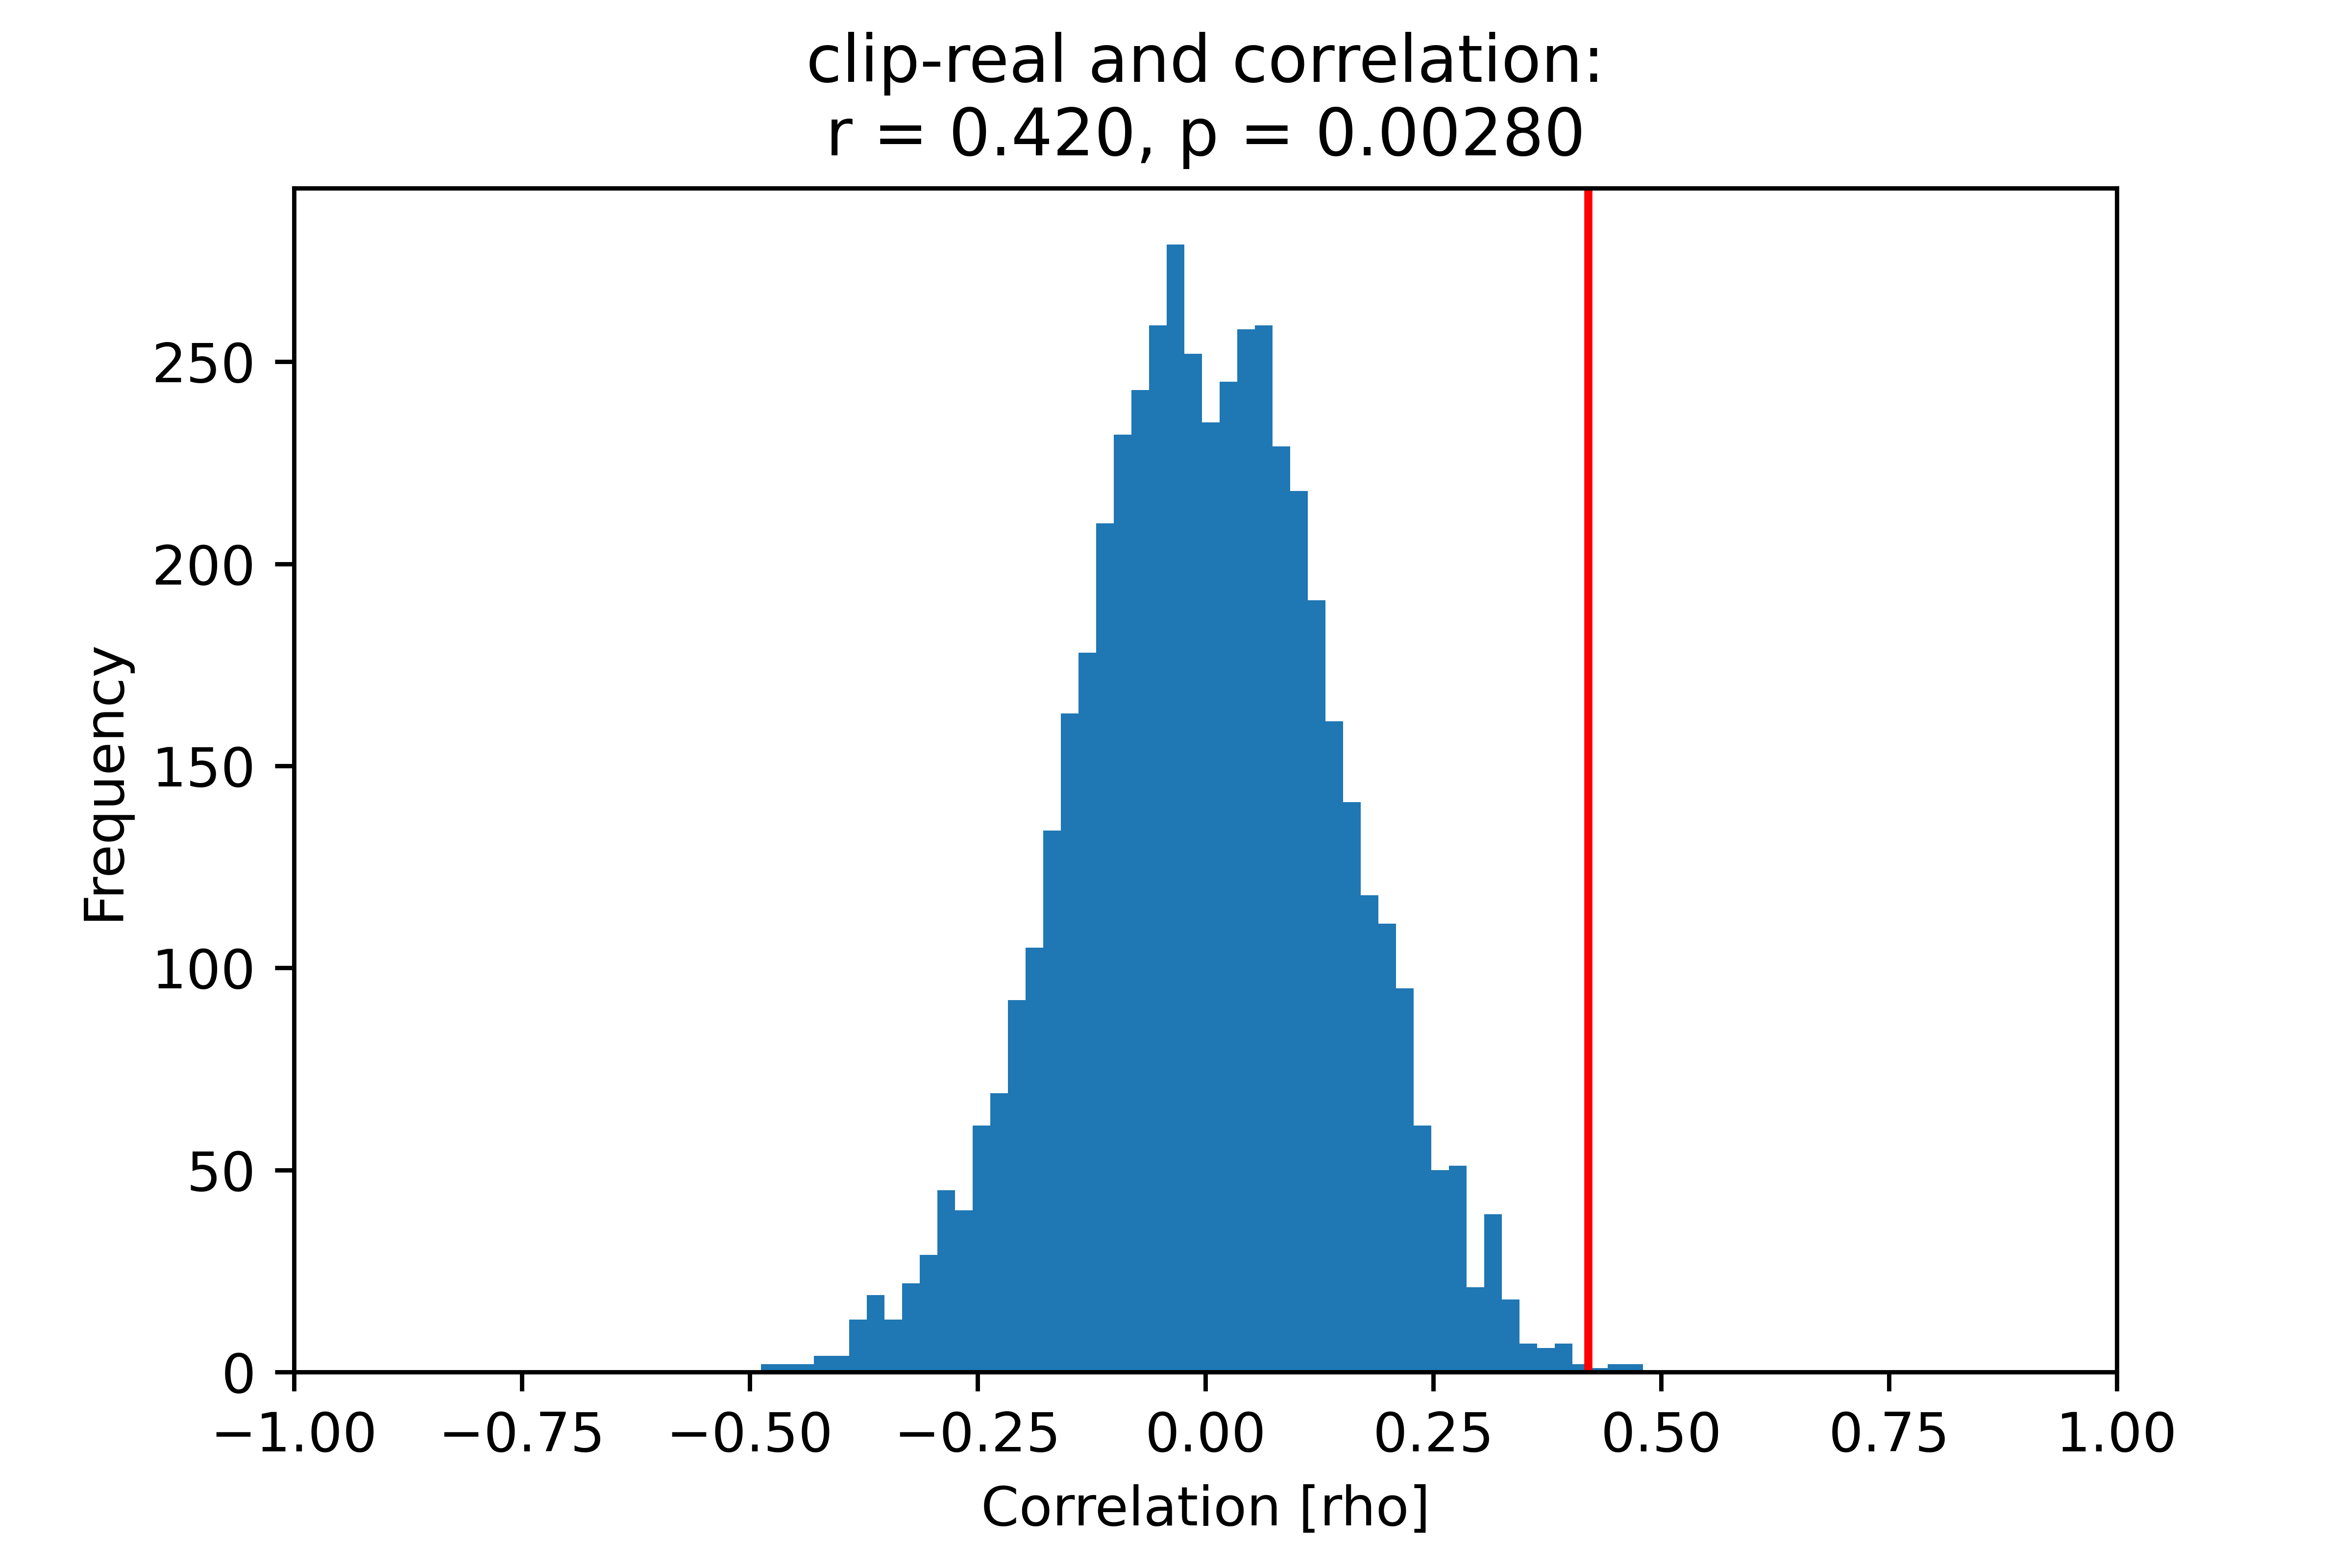 clip-real and correlation:
r = 0.420, p = 0.00280
Frequency
250
200
150
100
50
0
−1.00 −0.75 −0.50 −0.25 0.00 0.25 0.50 0.75 1.00
Correlation [rho]